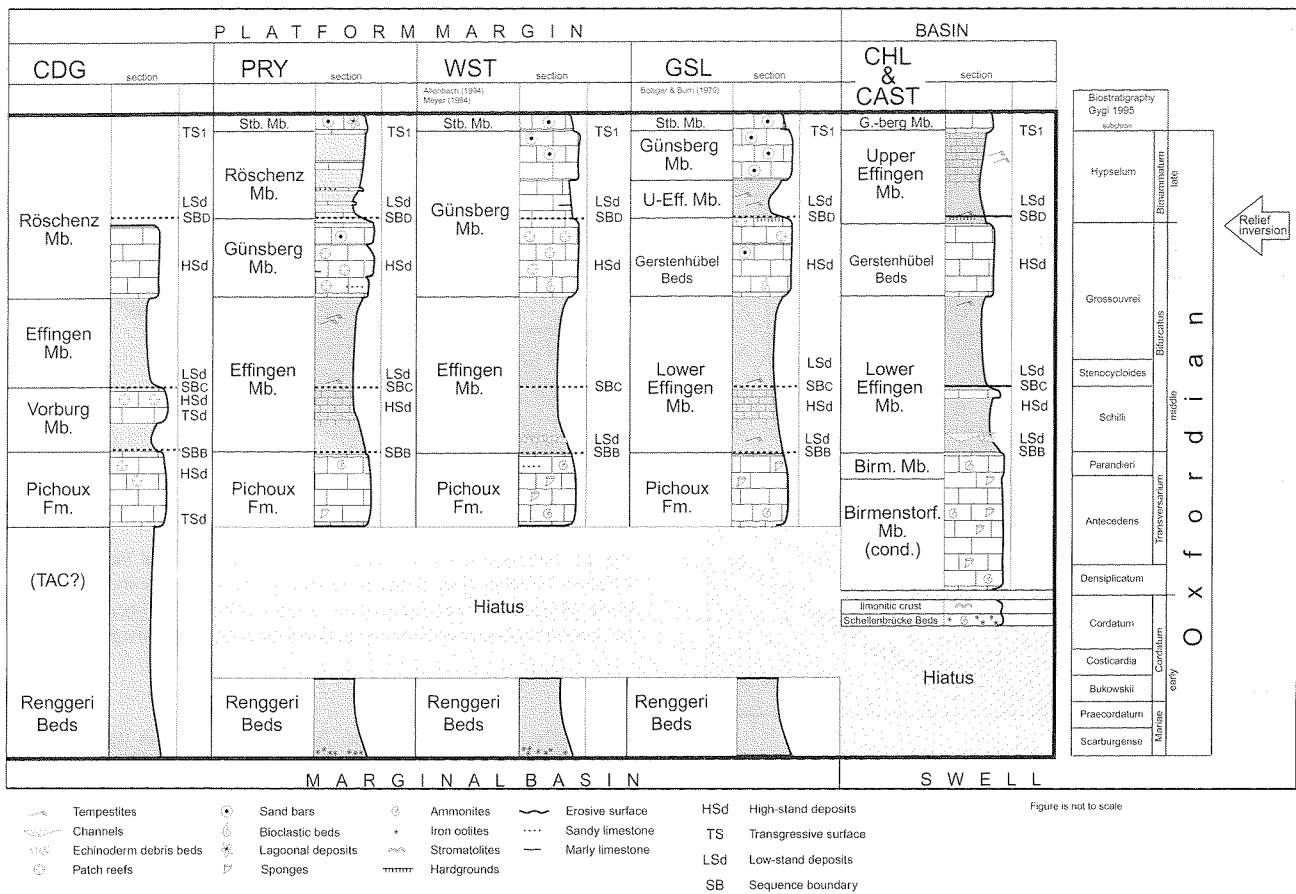 PLATFORM MARGIN
BASIN
CDG
section
PRY
section
WST
section
GSL
section
CHL
&
CAST
section
Allenbach (1994)
Meyer (1984)
Bolliger & Burri (1970)
Biostratigraphy
Gygi 1995
subchron
Röschenz
Mb.
Effingen
Mb.
Vorburg
Mb.
Pichoux
Fm.
(TAC?)
Renggeri
Beds
LSd
SBD
HSd
LSd
SBC
HSd
TSd
SBB
HSd
TSd
Stb. Mb.
Röschenz
Mb.
Günsberg
Mb.
Effingen
Mb.
Pichoux
Fm.
Renggeri
Beds
TS1
LSd
SBD
HSd
LSd
SBC
HSd
SBB
Stb. Mb.
Günsberg
Mb.
Effingen
Mb.
Pichoux
Fm.
Renggeri
Beds
TS1
LSd
SBD
HSd
SBC
LSd
SBB
Stb. Mb.
Günsberg
Mb.
U-Eff. Mb.
Gerstenhübel
Beds
Lower
Effingen
Mb.
Pichoux
Fm.
Renggeri
Beds
TS1
LSd
SBD
HSd
LSd
SBC
HSd
LSd
SBB
G.-berg Mb.
Upper
Effingen
Mb.
Gerstenhübel
Beds
Lower
Effingen
Mb.
Birm. Mb.
Birmenstorf.
Mb.
(cond.)
limonitic crust
Schellenbrücke Beds
Hiatus
TS1
LSd
SBD
HSd
LSd
SBC
HSd
LSd
SBB
Hiatus
Hypselum
Grossouvrei
Stenocycloides
Schilli
Parandieri
Antecedens
Densiplicatum
Cordatum
Costicardia
Bukowskii
Praecordatum
Scarburgense
Bimammatum
Bifurcatus
Transversarium
Cordatum
Mariae
late
middle
early
Oxfordian
Relief
inversion
MARGINAL BASIN
SWELL
Tempestites
Channels
Echinoderm debris beds
Patch reefs
Sand bars
Bioclastic beds
Lagoonal deposits
Sponges
Ammonites
Iron oolites
Stromatolites
Hardgrounds
Erosive surface
Sandy limestone
Marly limestone
HSd High-stand deposits
TS Transgressive surface
LSd Low-stand deposits
SB Sequence boundary
Figure is not to scale